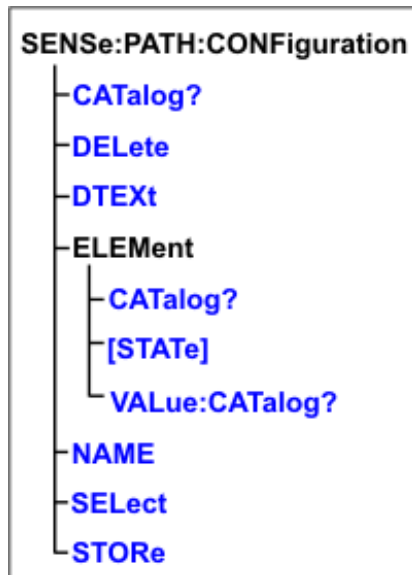 SENSe:PATH:CONFiguration
CATalog?
DELete
DTEXt
ELEMent
CATalog?
[STATe]
VALue:CATalog?
NAME
SELect
STORe